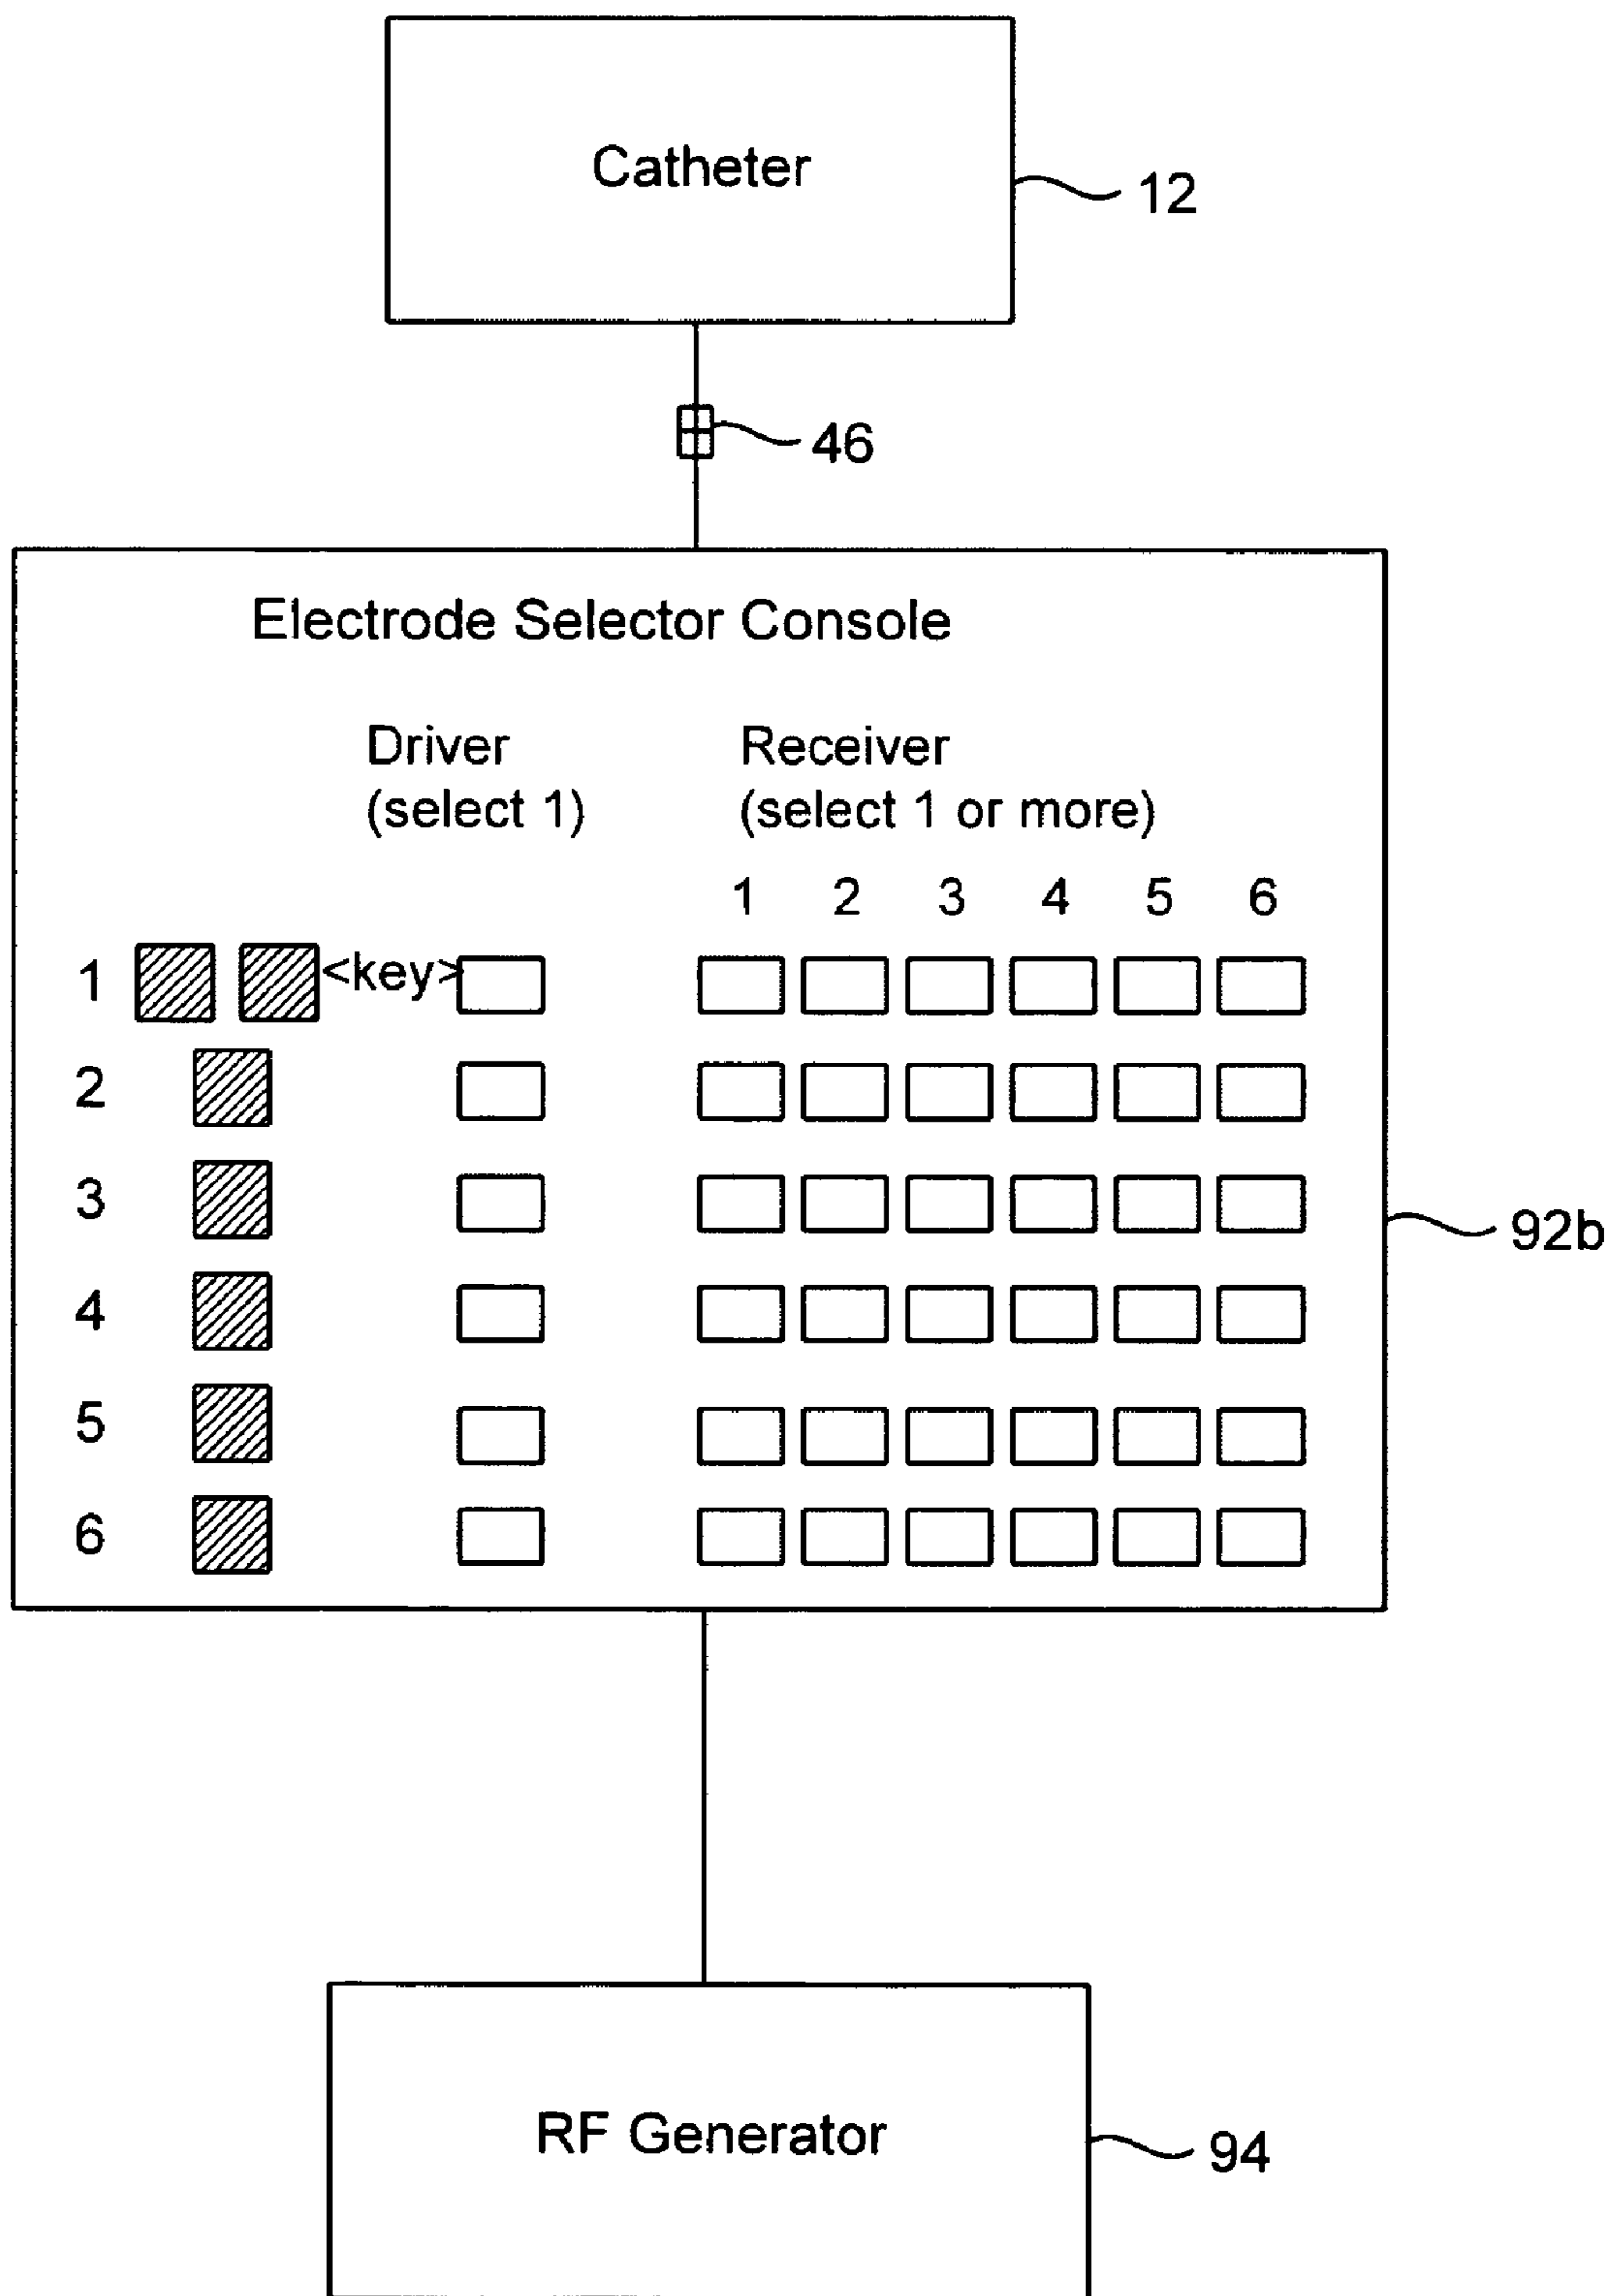 Catheter
12
46
Electrode Selector Console
Driver
(select 1)
Receiver
(select 1 or more)
1 2 3 4 5 6
1 <key>
2
3
92b
4
5
6
RF Generator
94